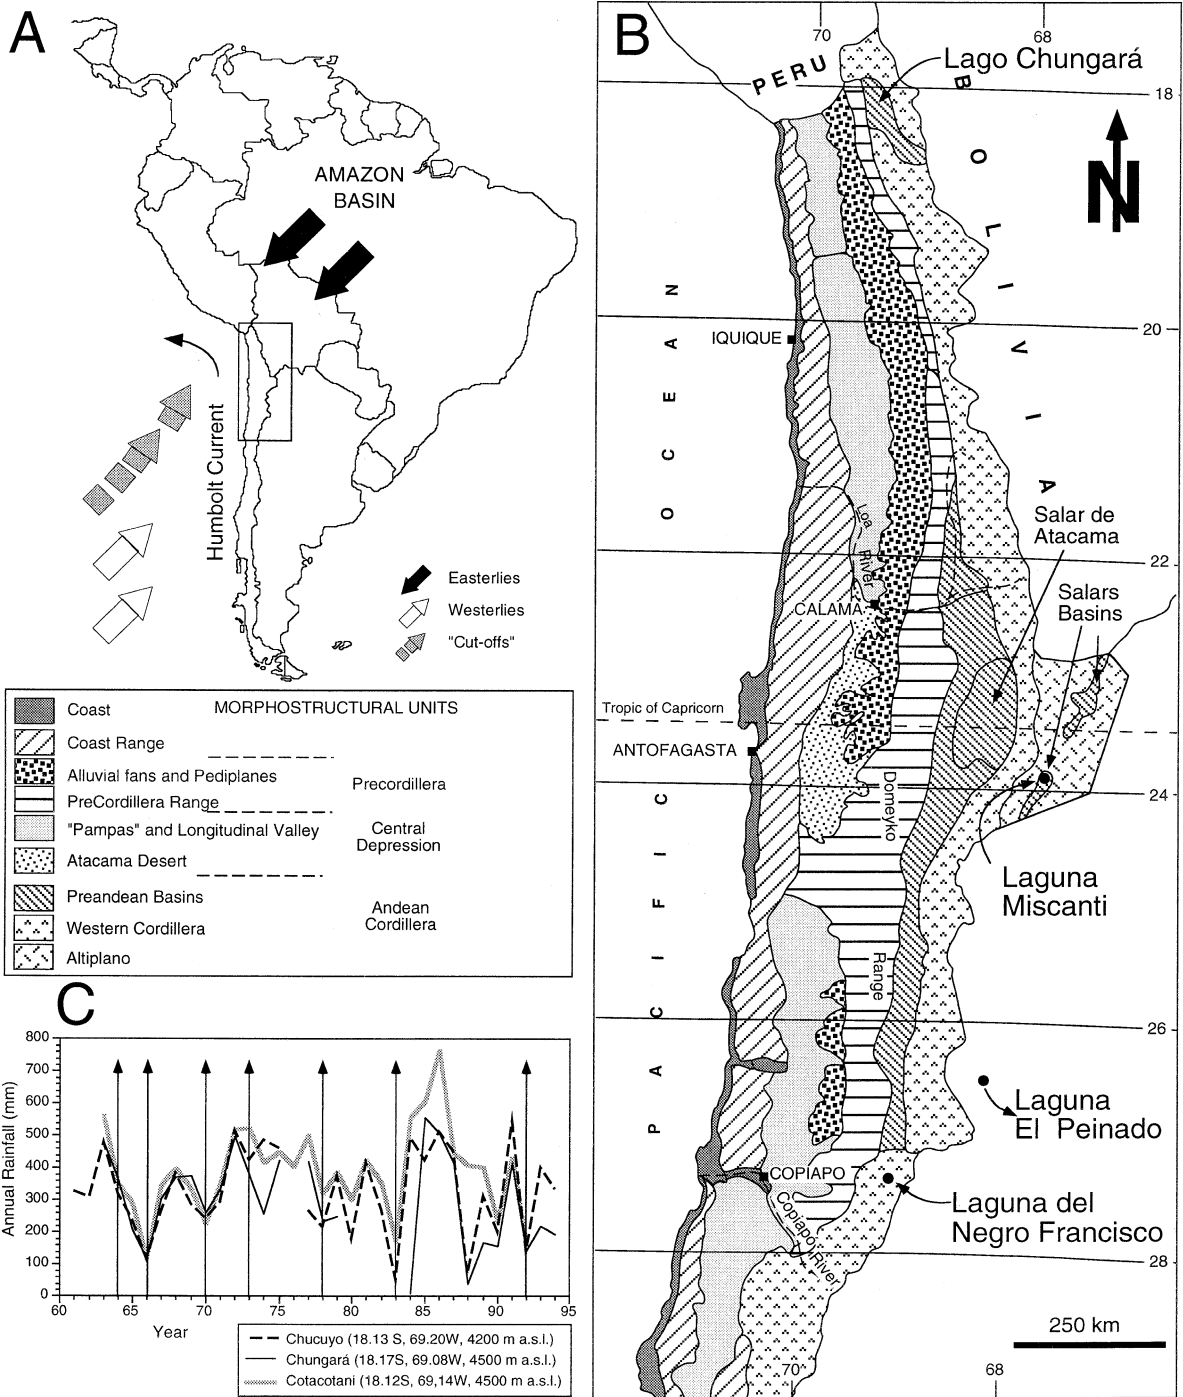 A
AMAZON
BASIN
Humbolt Current
Easterlies
Westerlies
"Cut-offs"
Coast
MORPHOSTRUCTURAL UNITS
Coast Range
Alluvial fans and Pediplanes
Precordillera
PreCordillera Range
"Pampas" and Longitudinal Valley
Central
Depression
Atacama Desert
Preandean Basins
Andean
Cordillera
Western Cordillera
Altiplano
C
Annual Rainfall (mm)
800
700
600
500
400
300
200
100
0
60 65 70 75 80 85 90 95
Year
Chucuyo (18.13 S, 69.20W, 4200 m a.s.l.)
Chungará (18.17S, 69.08W, 4500 m a.s.l.)
Cotacotani (18.12S, 69,14W, 4500 m a.s.l.)
B
70
68
PERU
Lago Chungará
BOLIVIA
18
N
PACIFIC OCEAN
20
IQUIQUE
Loa River
Salar de
Atacama
22
Salars
Basins
CALAMA
Tropic of Capricorn
ANTOFAGASTA
24
Domeyko Range
Laguna
Miscanti
26
Laguna
El Peinado
COPIAPO
Copiapó River
Laguna del
Negro Francisco
28
250 km
70
68